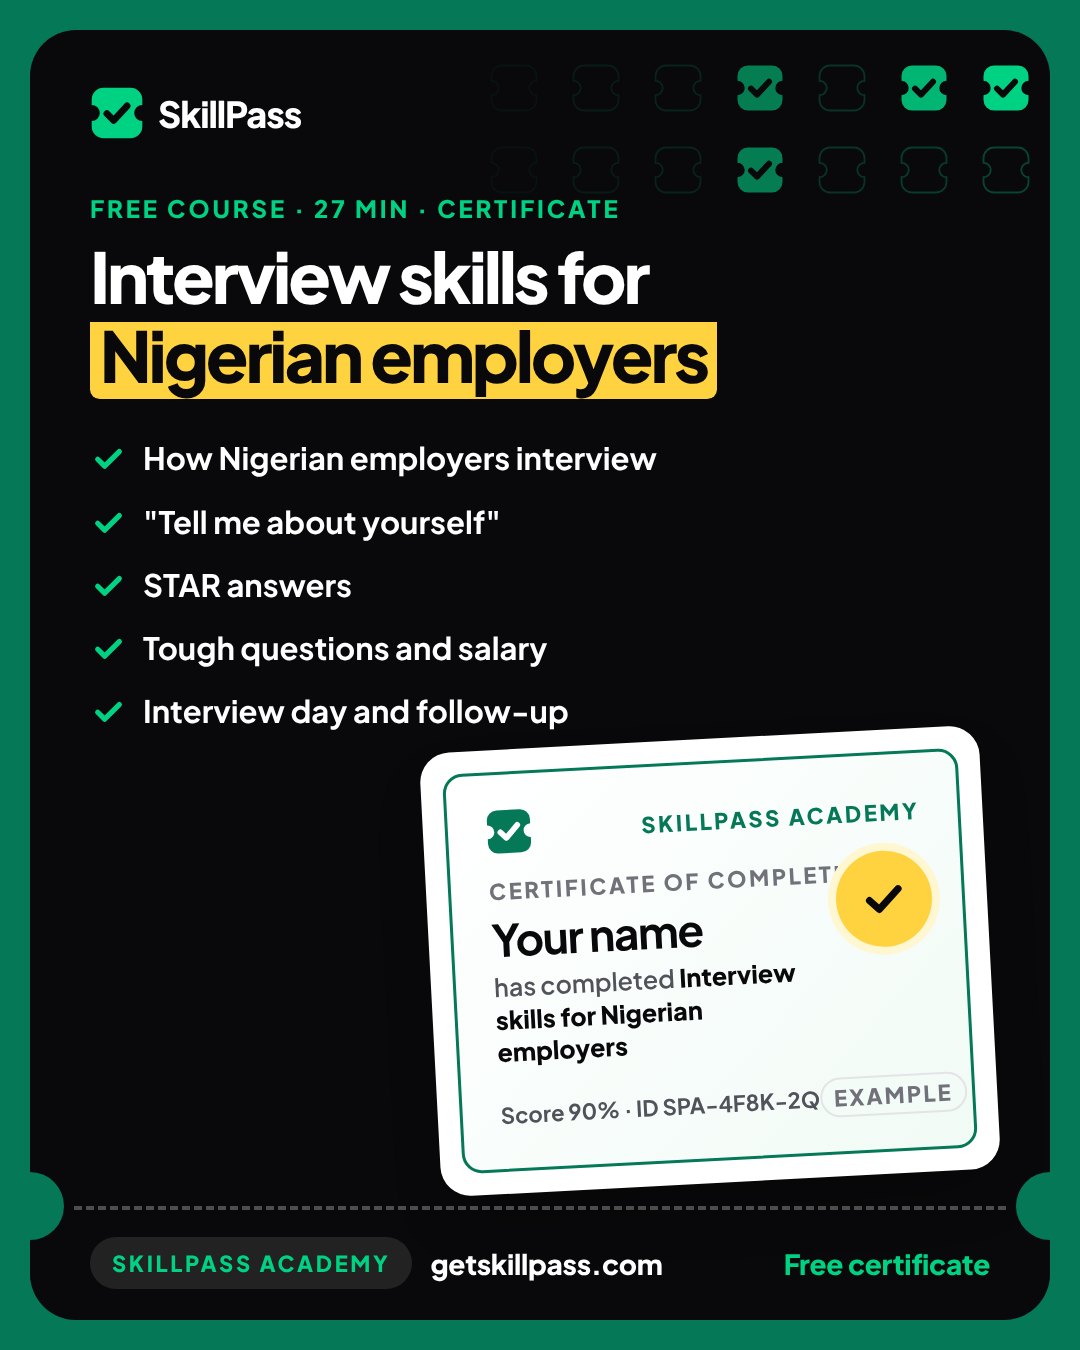 SkillPass
FREE COURSE · 27 MIN · CERTIFICATE
Interview skills for
Nigerian employers
How Nigerian employers interview
"Tell me about yourself"
STAR answers
Tough questions and salary
Interview day and follow-up
SKILLPASS ACADEMY
CERTIFICATE OF
Your name
has completed Interview
skills for Nigerian
employers
Score 90% · ID SPA-4F8K-2Q
EXAMPLE
SKILLPASS ACADEMY
getskillpass.com
Free certificate